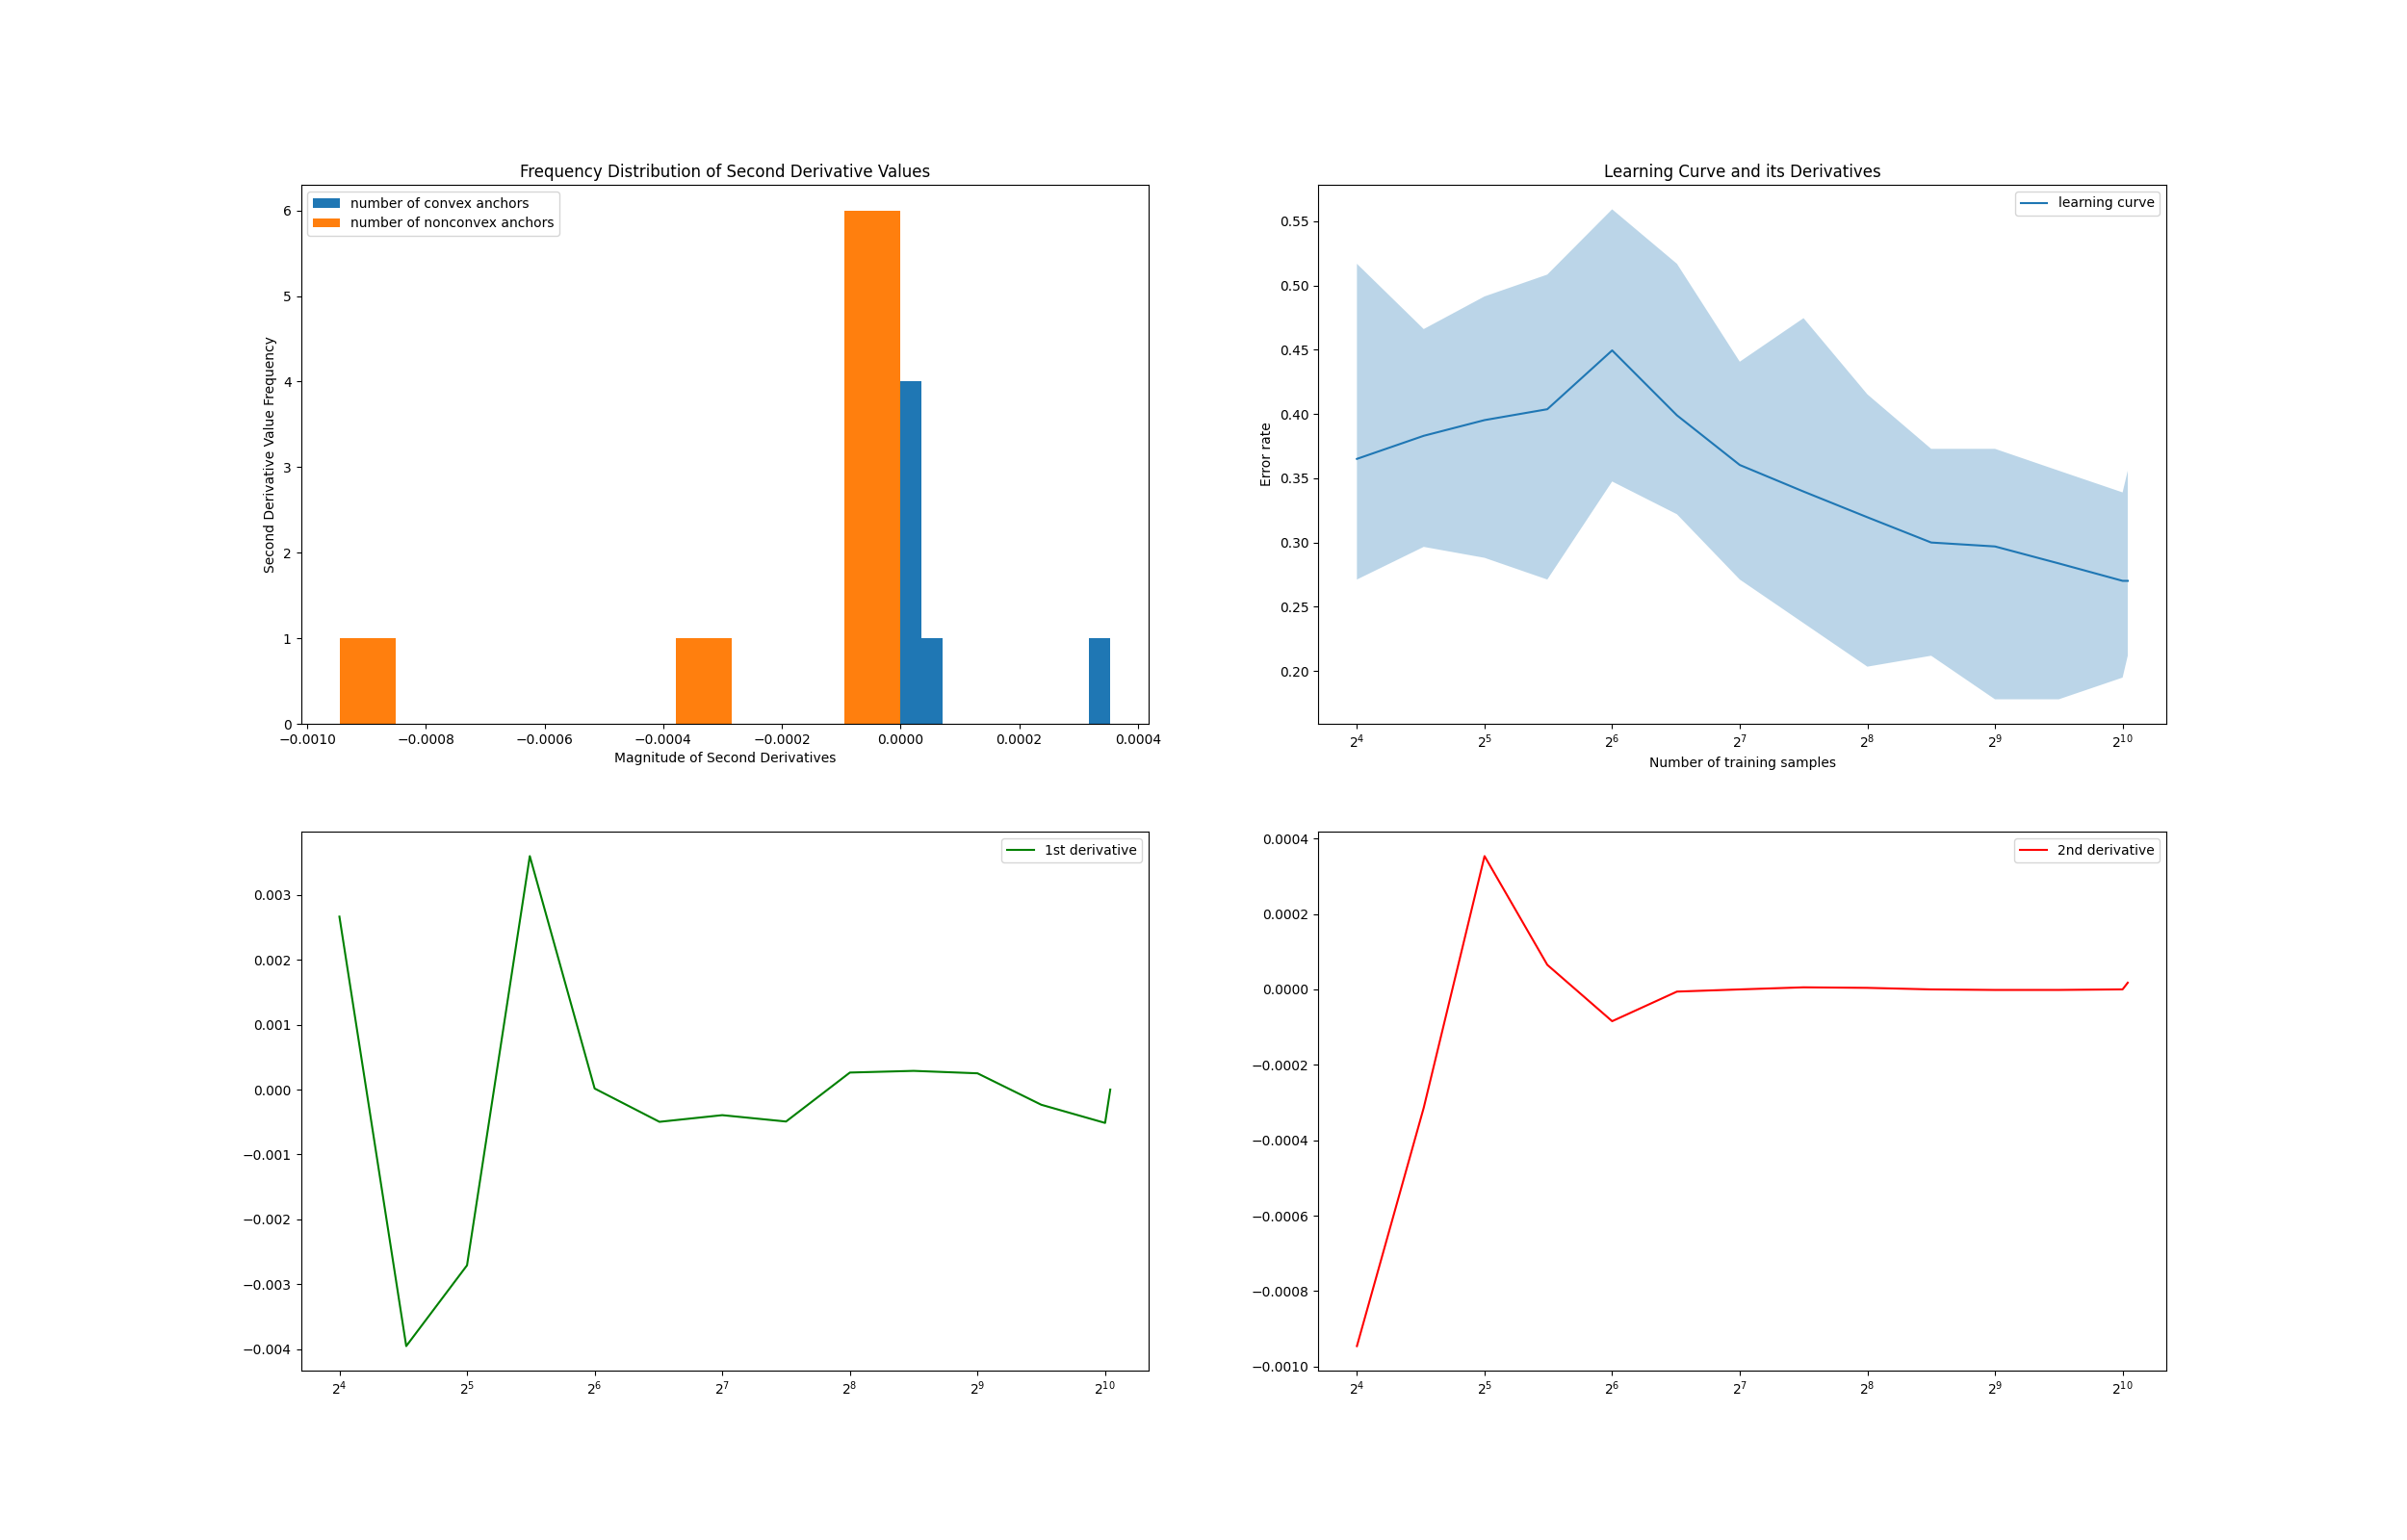 Frequency Distribution of Second Derivative Values
number of convex anchors
number of nonconvex anchors
Second Derivative Value Frequency
6
5
4
3
2
1
0
−0.0010 −0.0008 −0.0006 −0.0004 −0.0002 0.0000 0.0002 0.0004
Magnitude of Second Derivatives
Learning Curve and its Derivatives
learning curve
Error rate
0.55
0.50
0.45
0.40
0.35
0.30
0.25
0.20
2⁴ 2⁵ 2⁶ 2⁷ 2⁸ 2⁹ 2¹⁰
Number of training samples
1st derivative
0.003
0.002
0.001
0.000
−0.001
−0.002
−0.003
−0.004
2⁴ 2⁵ 2⁶ 2⁷ 2⁸ 2⁹ 2¹⁰
2nd derivative
0.0004
0.0002
0.0000
−0.0002
−0.0004
−0.0006
−0.0008
−0.0010
2⁴ 2⁵ 2⁶ 2⁷ 2⁸ 2⁹ 2¹⁰